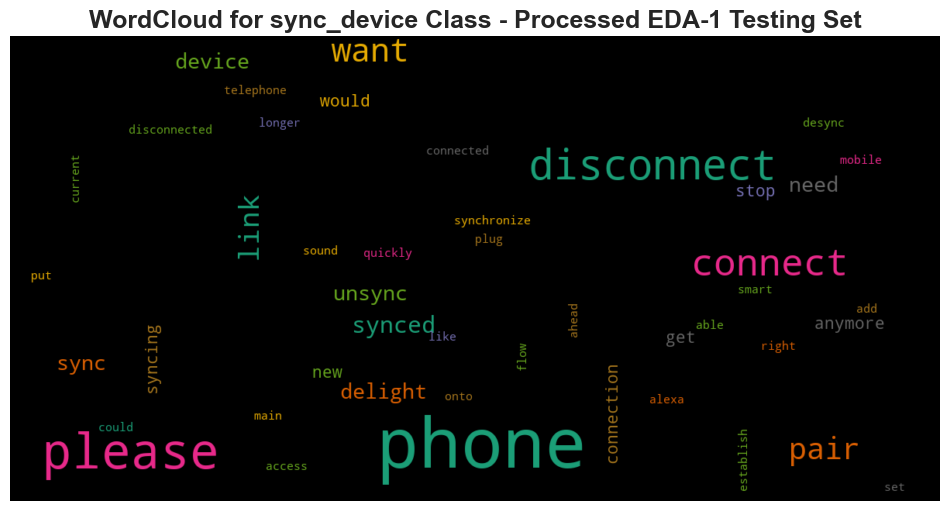 WordCloud for sync_device Class - Processed EDA-1 Testing Set
want
device
telephone
would
disconnected
longer
desync
connected
disconnect
mobile
current
stop
need
link
synchronize
plug
sound
quickly
connect
put
smart
unsync
add
synced
like
ahead
able
anymore
get
right
syncing
sync
flow
new
delight
onto
alexa
connection
main
could
please
phone
access
pair
establish
set